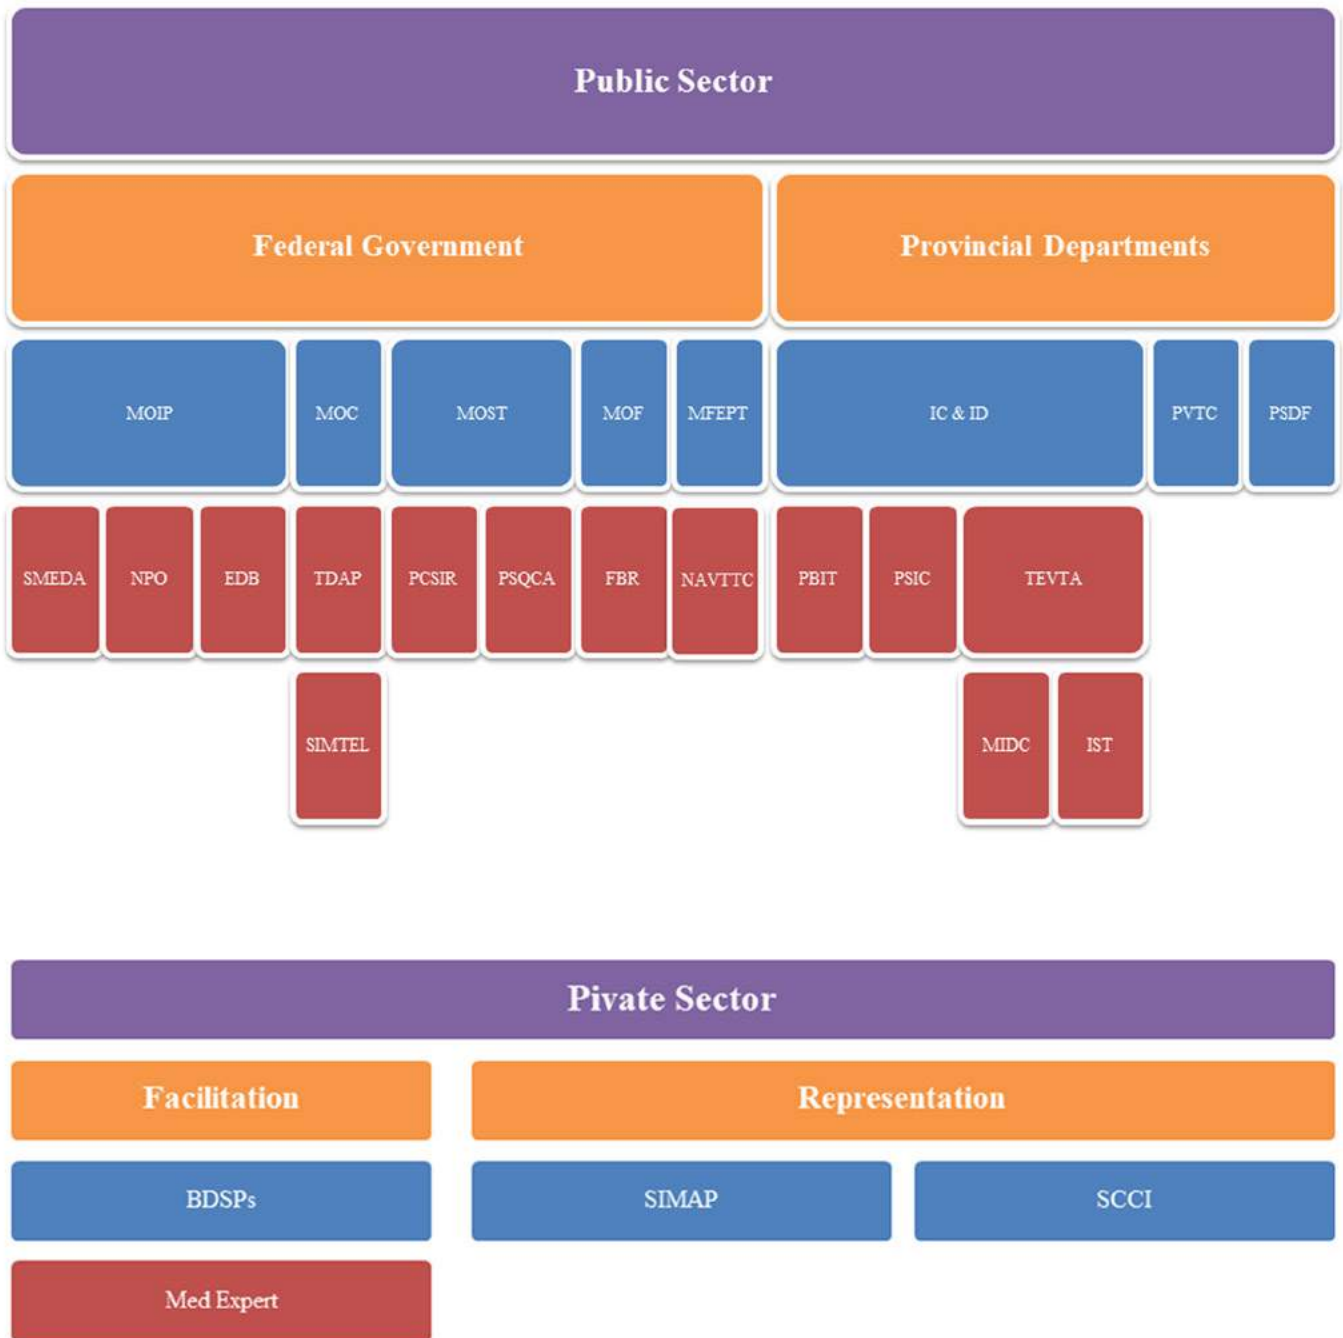 Public Sector
Federal Government
Provincial Departments
MOIP
MOC
MOST
MOF
MFEPT
IC & ID
PVTC
PSDF
SMEDA
NPO
EDB
TDAP
PCSIR
PSQCA
FBR
NAVTTC
PBIT
PSIC
TEVTA
SIMTEL
MIDC
IST
Pivate Sector
Facilitation
Representation
BDSPs
SIMAP
SCCI
Med Expert